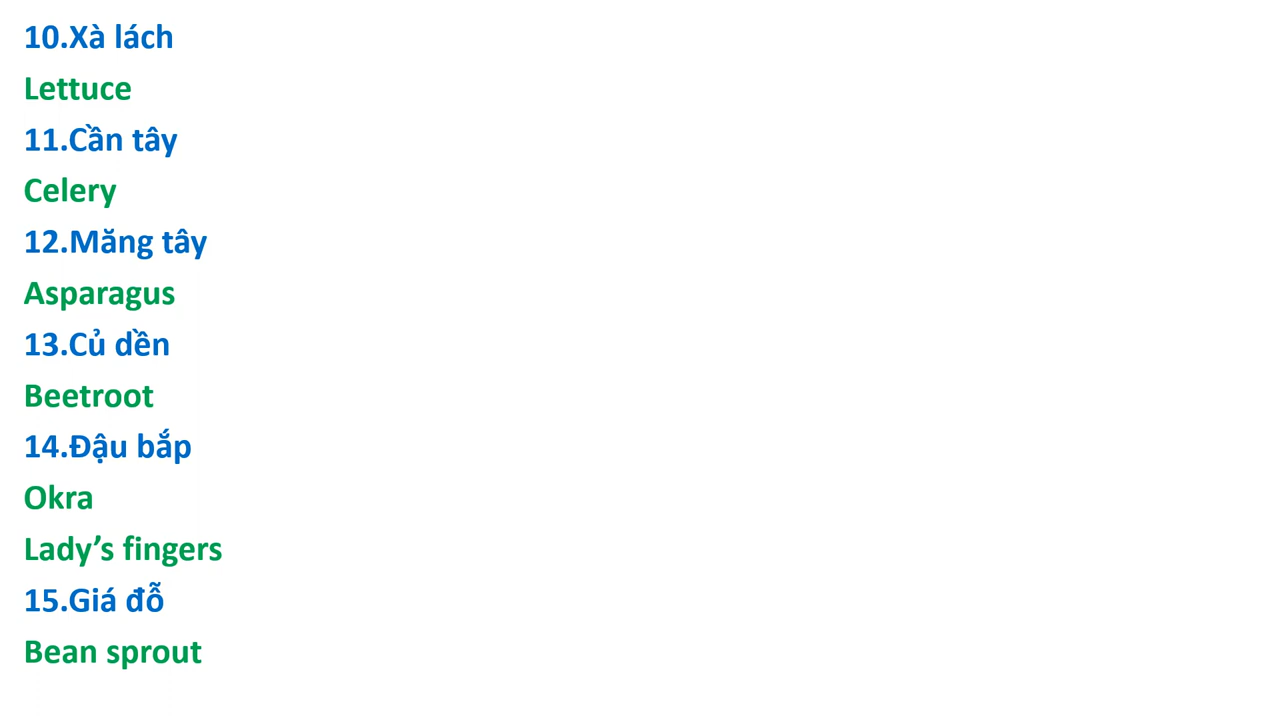 10.Xà lách
Lettuce
11.Cần tây
Celery
12.Măng tây
Asparagus
13.Củ dền
Beetroot
14.Đậu bắp
Okra
Lady’s fingers
15.Giá đỗ
Bean sprout